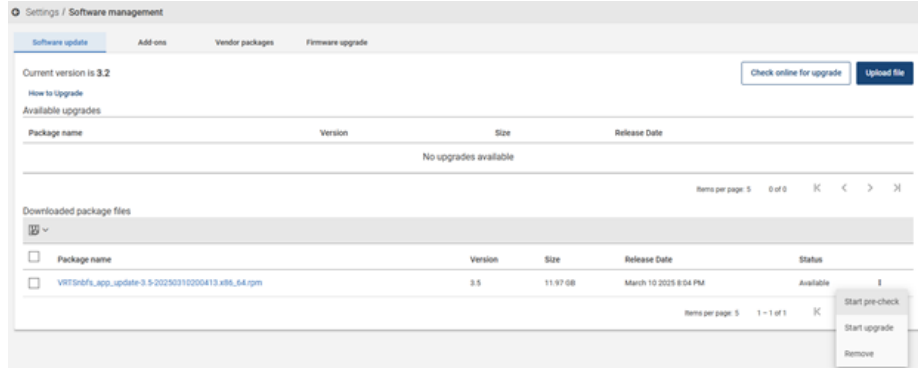 Settings / Software management
Software update Add-ons Vendor packages Firmware upgrade
Current version is 3.2
Check online for upgrade Upload file
How to Upgrade
Available upgrades
Package name Version Size Release Date
No upgrades available
Items per page: 5 0 of 0
Downloaded package files
Package name Version Size Release Date Status
VRTSnbfs_app_update-3.5-20250310200413.x86_64.rpm 3.5 11.97 GB March 10 2025 8:04 PM Available
Start pre-check
Items per page: 5 1 – 1 of 1
Start upgrade
Remove